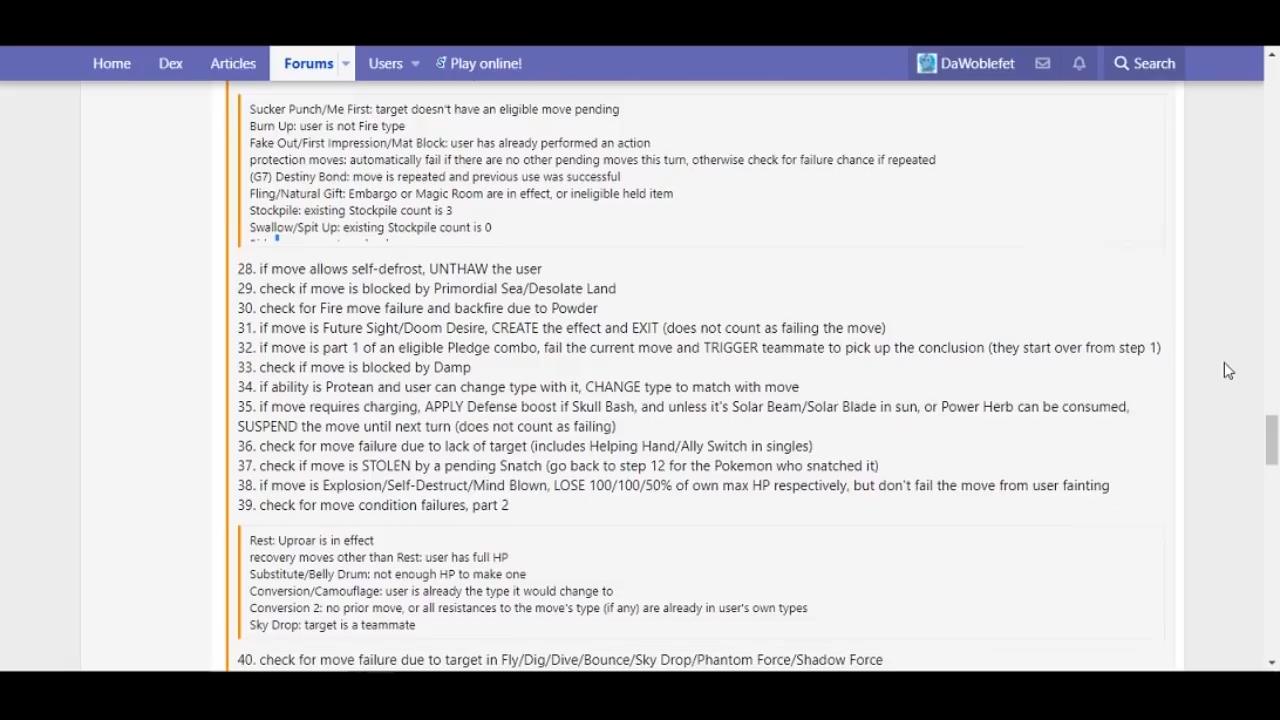 Home Dex Articles Forums Users Play online! DaWoblefet Search
Sucker Punch/Me First: target doesn't have an eligible move pending
Burn Up: user is not Fire type
Fake Out/First Impression/Mat Block: user has already performed an action
protection moves: automatically fail if there are no other pending moves this turn, otherwise check for failure chance if repeated
(G7) Destiny Bond: move is repeated and previous use was successful
Fling/Natural Gift: Embargo or Magic Room are in effect, or ineligible held item
Stockpile: existing Stockpile count is 3
Swallow/Spit Up: existing Stockpile count is 0
28. if move allows self-defrost, UNTHAW the user
29. check if move is blocked by Primordial Sea/Desolate Land
30. check for Fire move failure and backfire due to Powder
31. if move is Future Sight/Doom Desire, CREATE the effect and EXIT (does not count as failing the move)
32. if move is part 1 of an eligible Pledge combo, fail the current move and TRIGGER teammate to pick up the conclusion (they start over from step 1)
33. check if move is blocked by Damp
34. if ability is Protean and user can change type with it, CHANGE type to match with move
35. if move requires charging, APPLY Defense boost if Skull Bash, and unless it's Solar Beam/Solar Blade in sun, or Power Herb can be consumed,
SUSPEND the move until next turn (does not count as failing)
36. check for move failure due to lack of target (includes Helping Hand/Ally Switch in singles)
37. check if move is STOLEN by a pending Snatch (go back to step 12 for the Pokemon who snatched it)
38. if move is Explosion/Self-Destruct/Mind Blown, LOSE 100/100/50% of own max HP respectively, but don't fail the move from user fainting
39. check for move condition failures, part 2
Rest: Uproar is in effect
recovery moves other than Rest: user has full HP
Substitute/Belly Drum: not enough HP to make one
Conversion/Camouflage: user is already the type it would change to
Conversion 2: no prior move, or all resistances to the move's type (if any) are already in user's own types
Sky Drop: target is a teammate
40. check for move failure due to target in Fly/Dig/Dive/Bounce/Sky Drop/Phantom Force/Shadow Force